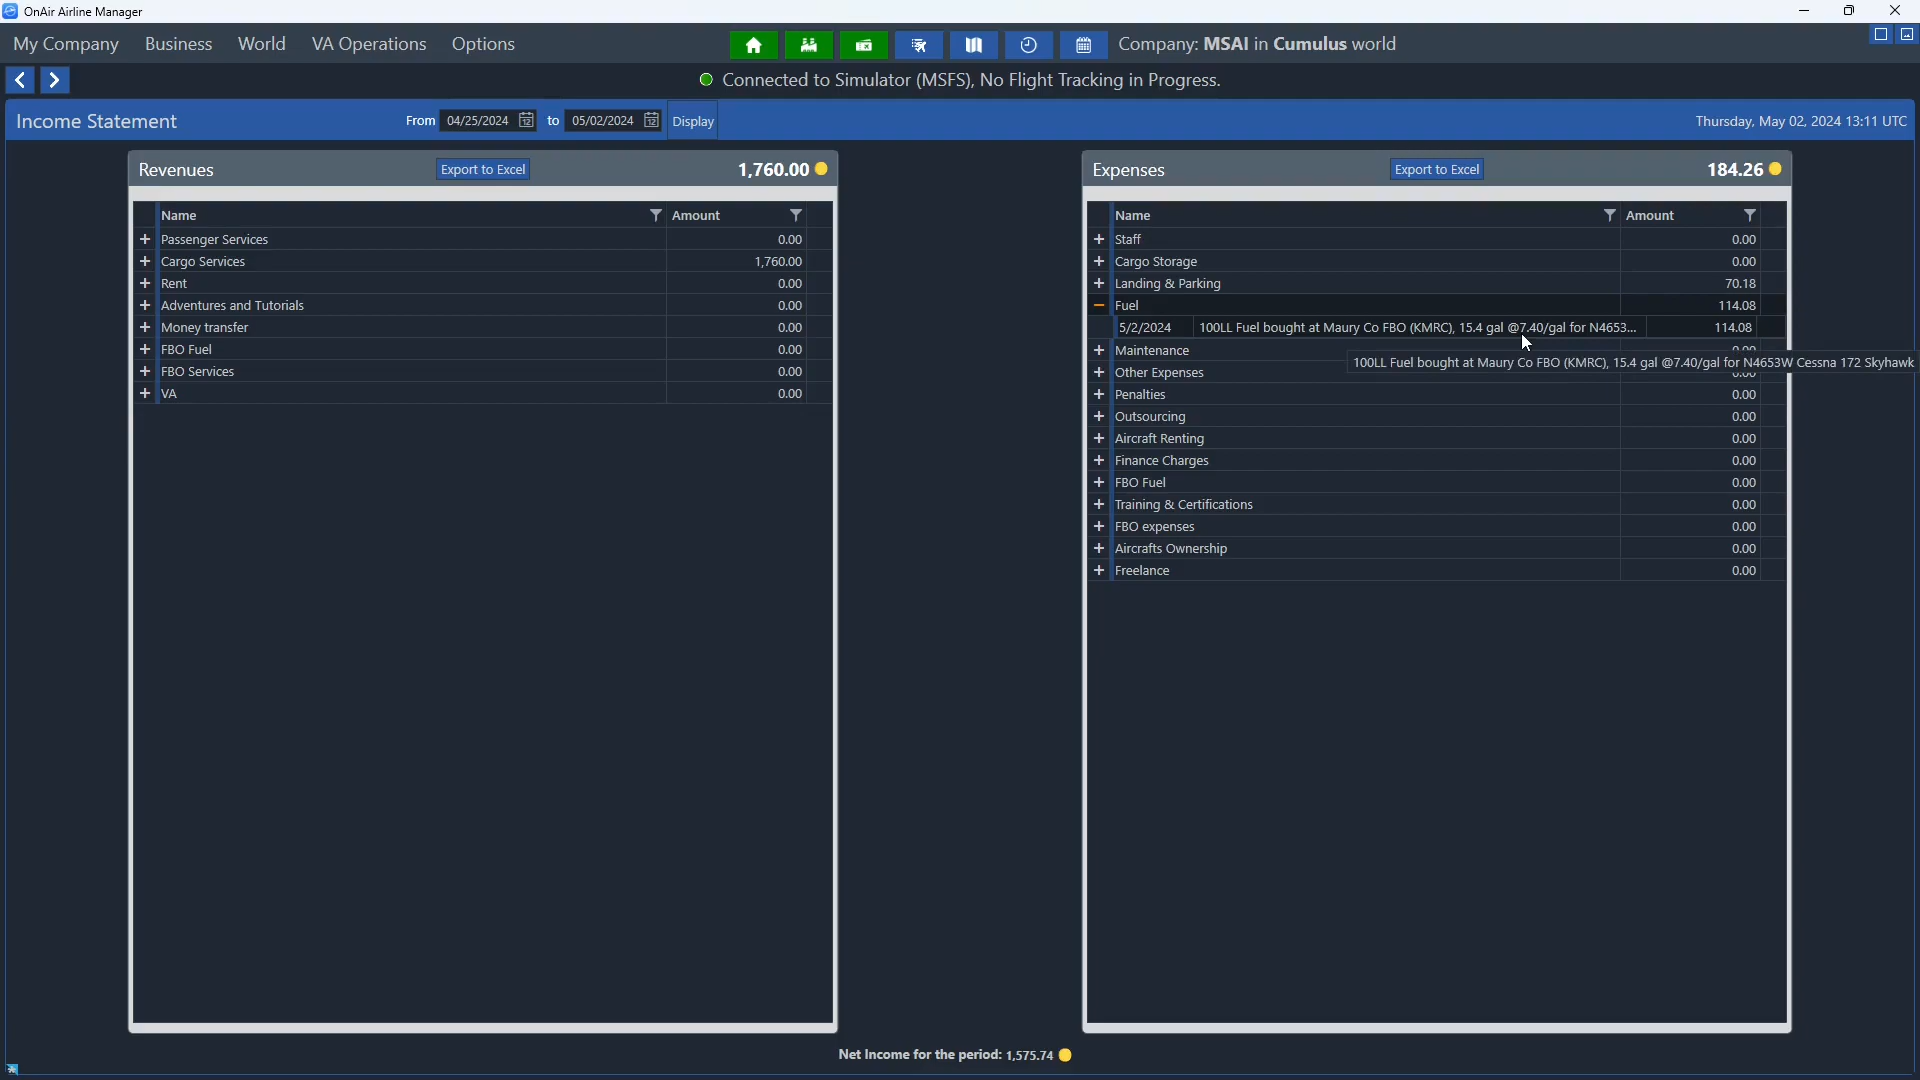 OnAir Airline Manager
My Company Business World VA Operations Options
Company: MSAI in Cumulus world
Connected to Simulator (MSFS), No Flight Tracking in Progress.
Income Statement From 04/25/2024 to 05/02/2024 Display Thursday, May 02, 2024 13:11 UTC
Revenues Export to Excel 1,760.00
Name Amount
Passenger Services 0.00
Cargo Services 1,760.00
Rent 0.00
Adventures and Tutorials 0.00
Money transfer 0.00
FBO Fuel 0.00
FBO Services 0.00
VA 0.00
Expenses Export to Excel 184.26
Name Amount
Staff 0.00
Cargo Storage 0.00
Landing & Parking 70.18
Fuel 114.08
5/2/2024 100LL Fuel bought at Maury Co FBO (KMRC), 15.4 gal @7.40/gal for N4653... 114.08
Maintenance
100LL Fuel bought at Maury Co FBO (KMRC), 15.4 gal @7.40/gal for N4653W Cessna 172 Skyhawk
Other Expenses
Penalties 0.00
Outsourcing 0.00
Aircraft Renting 0.00
Finance Charges 0.00
FBO Fuel 0.00
Training & Certifications 0.00
FBO expenses 0.00
Aircrafts Ownership 0.00
Freelance 0.00
Net Income for the period: 1,575.74